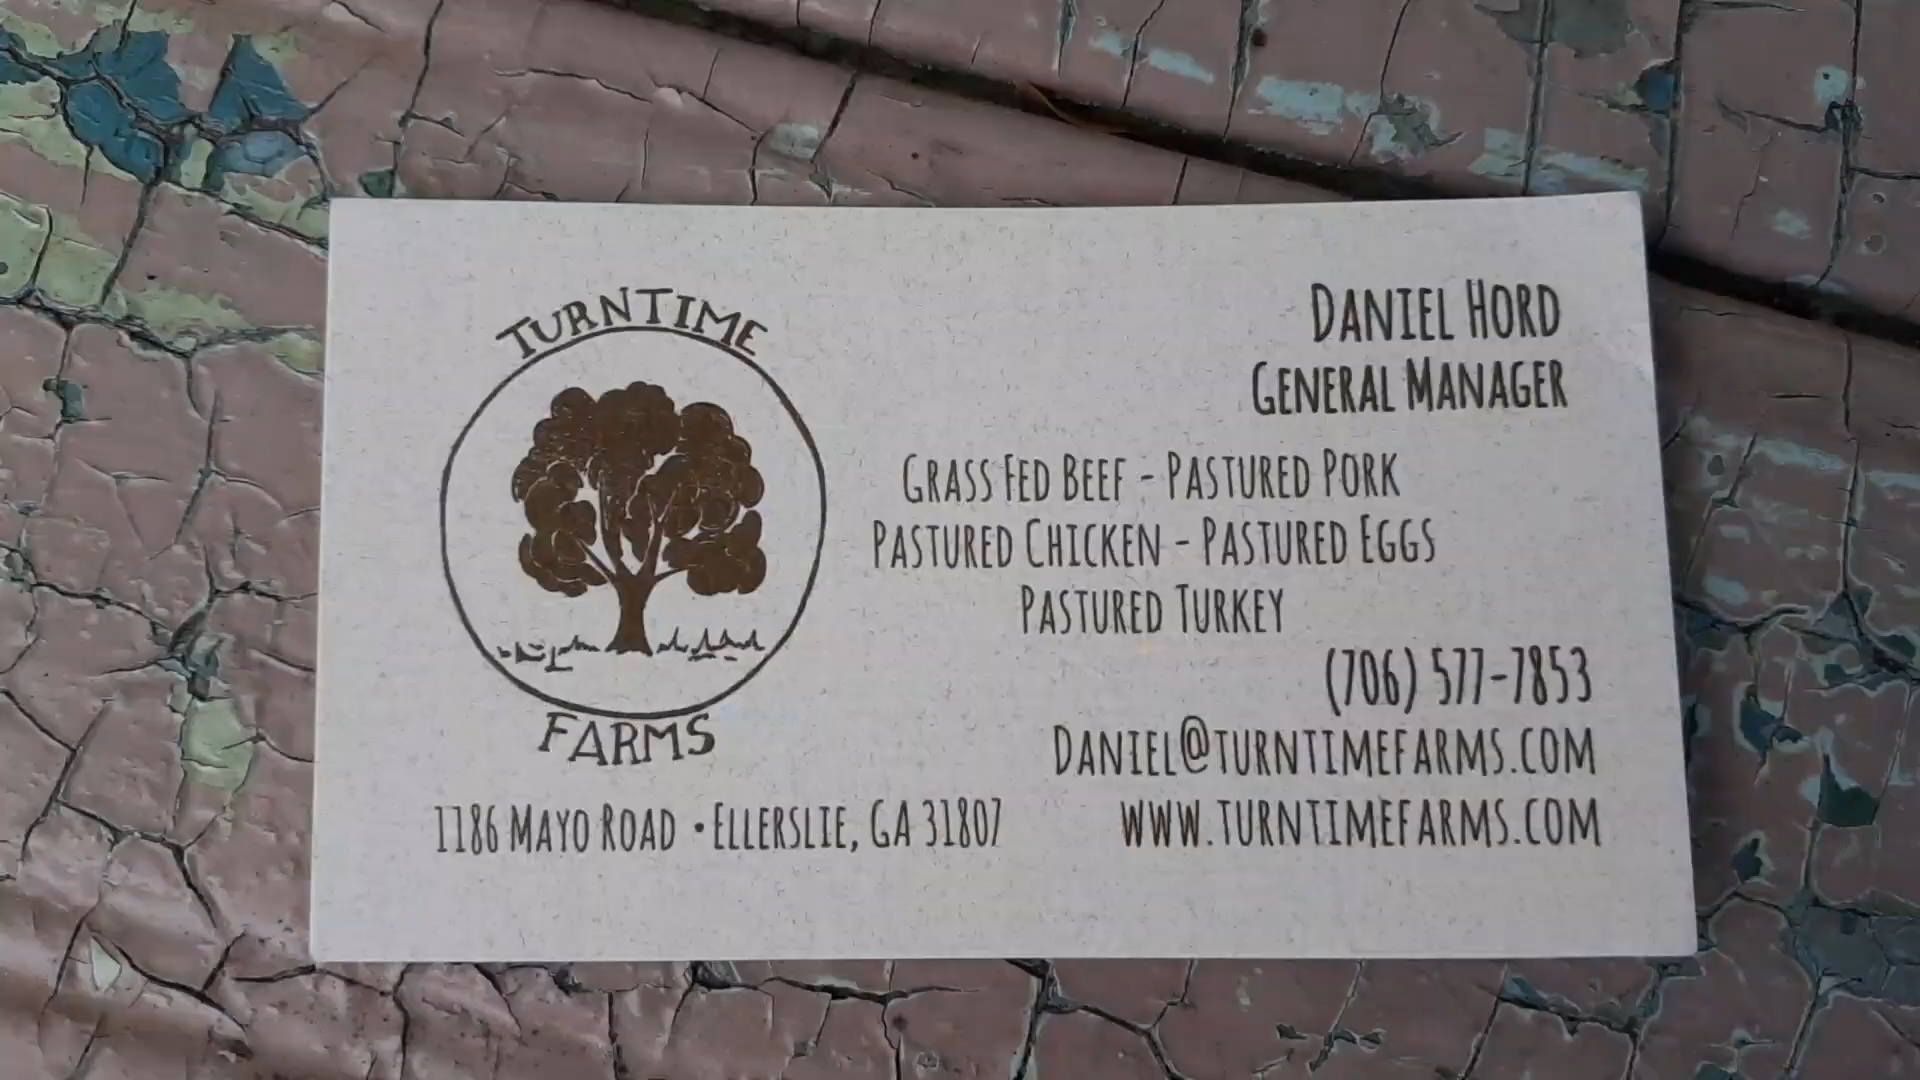 TURNTIME
FARMS
1186 MAYO ROAD • ELLERSLIE, GA 31807
DANIEL HORD
GENERAL MANAGER
GRASS FED BEEF - PASTURED PORK
PASTURED CHICKEN - PASTURED EGGS
PASTURED TURKEY
(706) 577-7853
DANIEL@TURNTIMEFARMS.COM
WWW.TURNTIMEFARMS.COM